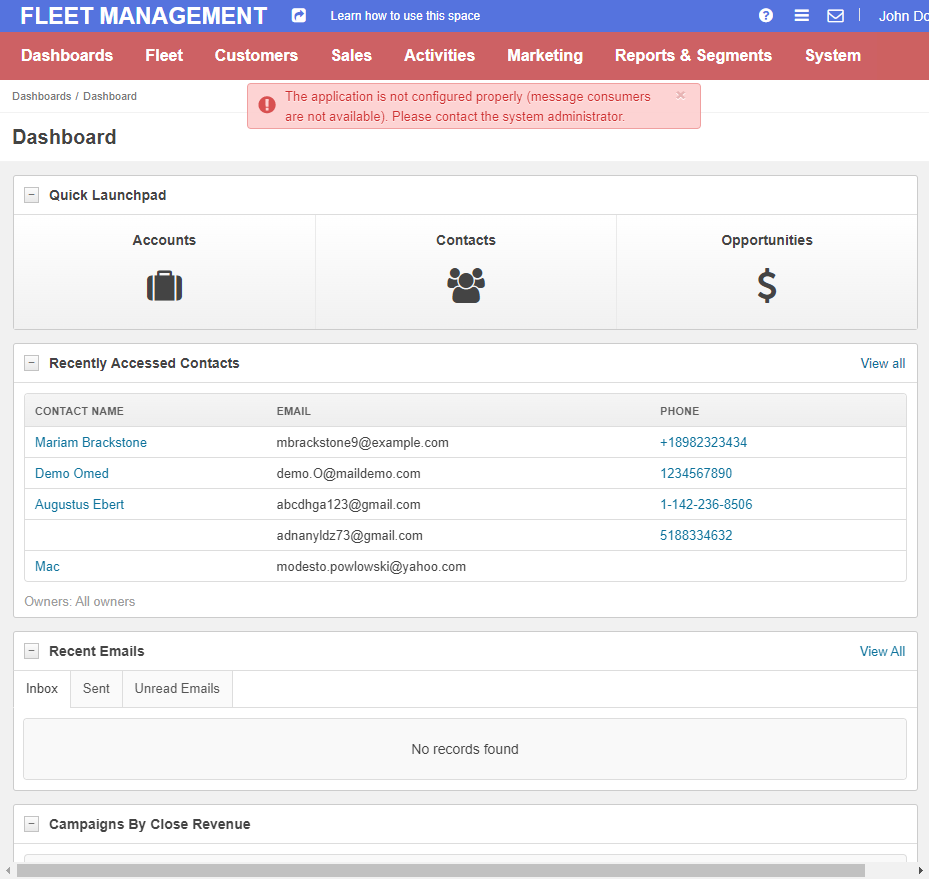 FLEET MANAGEMENT Learn how to use this space John Do
Dashboards Fleet Customers Sales Activities Marketing Reports & Segments System
Dashboards / Dashboard
The application is not configured properly (message consumers
are not available). Please contact the system administrator.
×
Dashboard
Quick Launchpad
Accounts Contacts Opportunities
Recently Accessed Contacts View all
CONTACT NAME EMAIL PHONE
Mariam Brackstone mbrackstone9@example.com +18982323434
Demo Omed demo.O@maildemo.com 1234567890
Augustus Ebert abcdhga123@gmail.com 1-142-236-8506
adnanyldz73@gmail.com 5188334632
Mac modesto.powlowski@yahoo.com
Owners: All owners
Recent Emails View All
Inbox Sent Unread Emails
No records found
Campaigns By Close Revenue